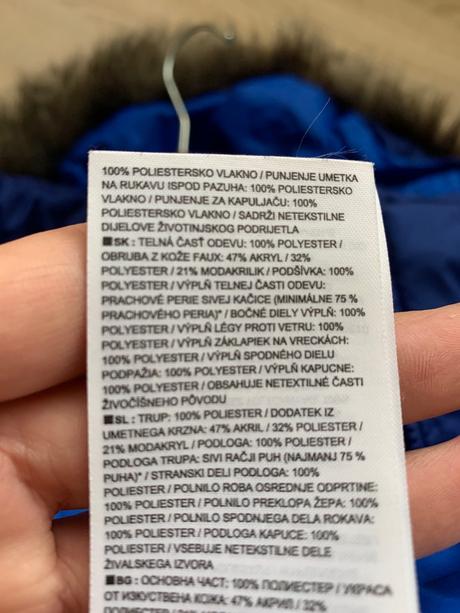 100% POLIESTERSKO VLAKNO / PUNJENJE UMETKA
NA RUKAVU ISPOD PAZUHA: 100% POLIESTERSKO
VLAKNO / PUNJENJE ZA KAPULJAČU: 100%
POLIESTERSKO VLAKNO / SADRŽI NETEKSTILNE
DIJELOVE ŽIVOTINJSKOG PODRIJETLA
■SK: TELNÁ ČASŤ ODEVU: 100% POLYESTER /
OBRUBA Z KOŽE FAUX: 47% AKRYL / 32%
POLYESTER / 21% MODAKRILIK / PODŠÍVKA: 100%
POLYESTER / VÝPLŇ TELNEJ ČASTI ODEVU:
PRACHOVÉ PERIE SIVEJ KAČICE (MINIMÁLNE 75 %
PRACHOVÉHO PERIA)* / BOČNÉ DIELY VÝPLŇ: 100%
POLYESTER / VÝPLŇ LÉGY PROTI VETRU: 100%
POLYESTER / VÝPLŇ ZÁKLAPIEK NA VRECKÁCH:
100% POLYESTER / VÝPLŇ SPODNÉHO DIELU
PODPAŽIA: 100% POLYESTER / VÝPLŇ KAPUCNE:
100% POLYESTER / OBSAHUJE NETEXTILNÉ ČASTI
ŽIVOČÍŠNEHO PÔVODU
■SL: TRUP: 100% POLIESTER / DODATEK IZ
UMETNEGA KRZNA: 47% AKRIL / 32% POLIESTER /
21% MODAKRYL / PODLOGA: 100% POLIESTER /
PODLOGA TRUPA: SIVI RAČJI PUH (NAJMANJ 75 %
PUHA)* / STRANSKI DELI PODLOGA: 100%
POLIESTER / POLNILO ROBA OSREDNJE ODPRTINE:
100% POLIESTER / POLNILO PREKLOPA ŽEPA: 100%
POLIESTER / POLNILO SPODNJEGA DELA ROKAVA:
100% POLIESTER / PODLOGA KAPUCE: 100%
POLIESTER / VSEBUJE NETEKSTILNE DELE
ŽIVALSKEGA IZVORA
■BG: ОСНОВНА ЧАСТ: 100% ПОЛИЕСТЕР / УКРАСА
ОТ ИЗКУСТВЕНА КОЖА: 47% АКРИЛ / 32%